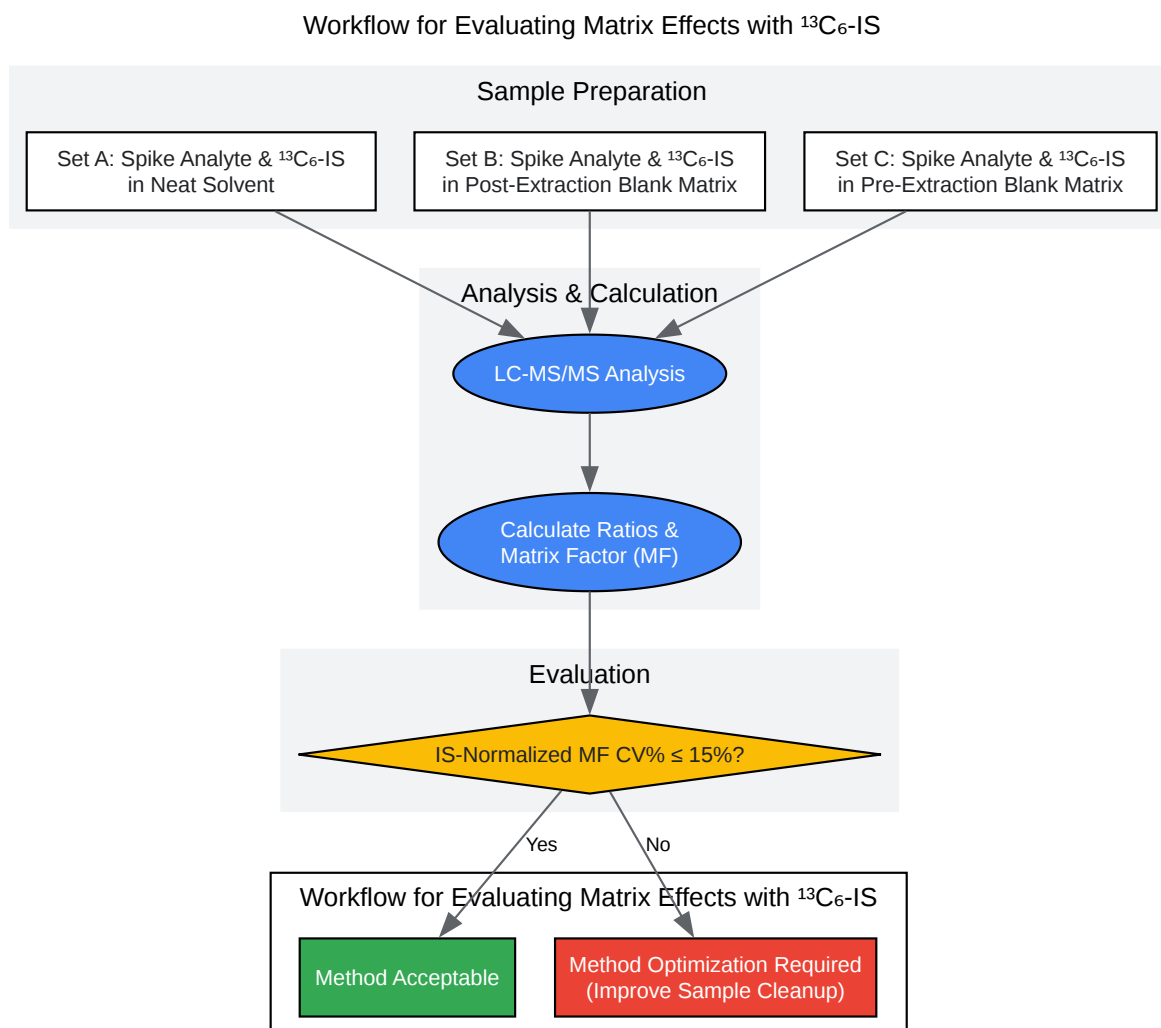 Workflow for Evaluating Matrix Effects with ¹³C₆-IS
Sample Preparation
Set A: Spike Analyte & ¹³C₆-IS
in Neat Solvent
Set B: Spike Analyte & ¹³C₆-IS
in Post-Extraction Blank Matrix
Set C: Spike Analyte & ¹³C₆-IS
in Pre-Extraction Blank Matrix
Analysis & Calculation
LC-MS/MS Analysis
Calculate Ratios &
Matrix Factor (MF)
Evaluation
IS-Normalized MF CV% ≤ 15%?
Yes
No
Workflow for Evaluating Matrix Effects with ¹³C₆-IS
Method Acceptable
Method Optimization Required
(Improve Sample Cleanup)